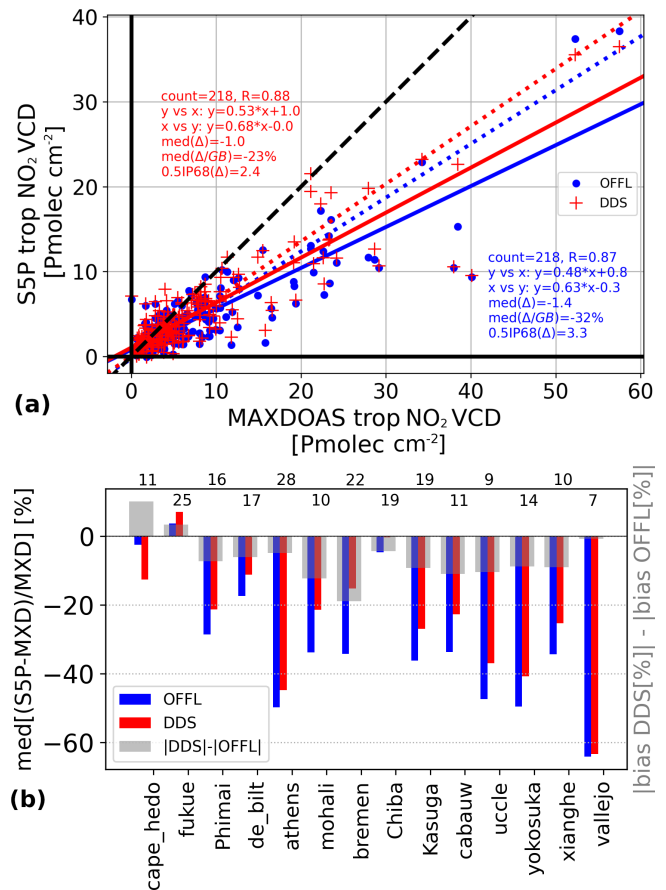 40
30
20
10
0
S5P trop NO₂ VCD
[Pmolec cm⁻²]
count=218, R=0.88
y vs x: y=0.53*x+1.0
x vs y: y=0.68*x-0.0
med(Δ)=-1.0
med(Δ/GB)=-23%
0.5IP68(Δ)=2.4
OFFL
DDS
count=218, R=0.87
y vs x: y=0.48*x+0.8
x vs y: y=0.63*x-0.3
med(Δ)=-1.4
med(Δ/GB)=-32%
0.5IP68(Δ)=3.3
0 10 20 30 40 50 60
(a)
MAXDOAS trop NO₂ VCD
[Pmolec cm⁻²]
11 16 28 22 19 9 10
25 17 10 19 11 14 7
med[(S5P-MXD)/MXD] [%]
0
−20
−40
−60
OFFL
DDS
|DDS|-|OFFL|
|bias DDS[%]| - |bias OFFL[%]|
(b)
cape_hedo
fukue
Phimai
de_bilt
athens
mohali
bremen
Chiba
Kasuga
cabauw
uccle
yokosuka
xianghe
vallejo